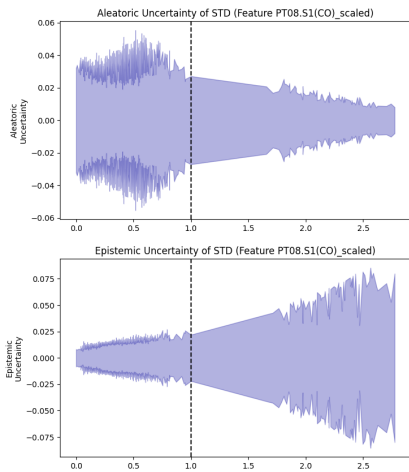 Aleatoric Uncertainty of STD (Feature PT08.S1(CO)_scaled)
0.06
0.04
0.02
0.00
−0.02
−0.04
−0.06
Aleatoric
Uncertainty
0.0 0.5 1.0 1.5 2.0 2.5
Epistemic Uncertainty of STD (Feature PT08.S1(CO)_scaled)
0.075
0.050
0.025
0.000
−0.025
−0.050
−0.075
Epistemic
Uncertainty
0.0 0.5 1.0 1.5 2.0 2.5